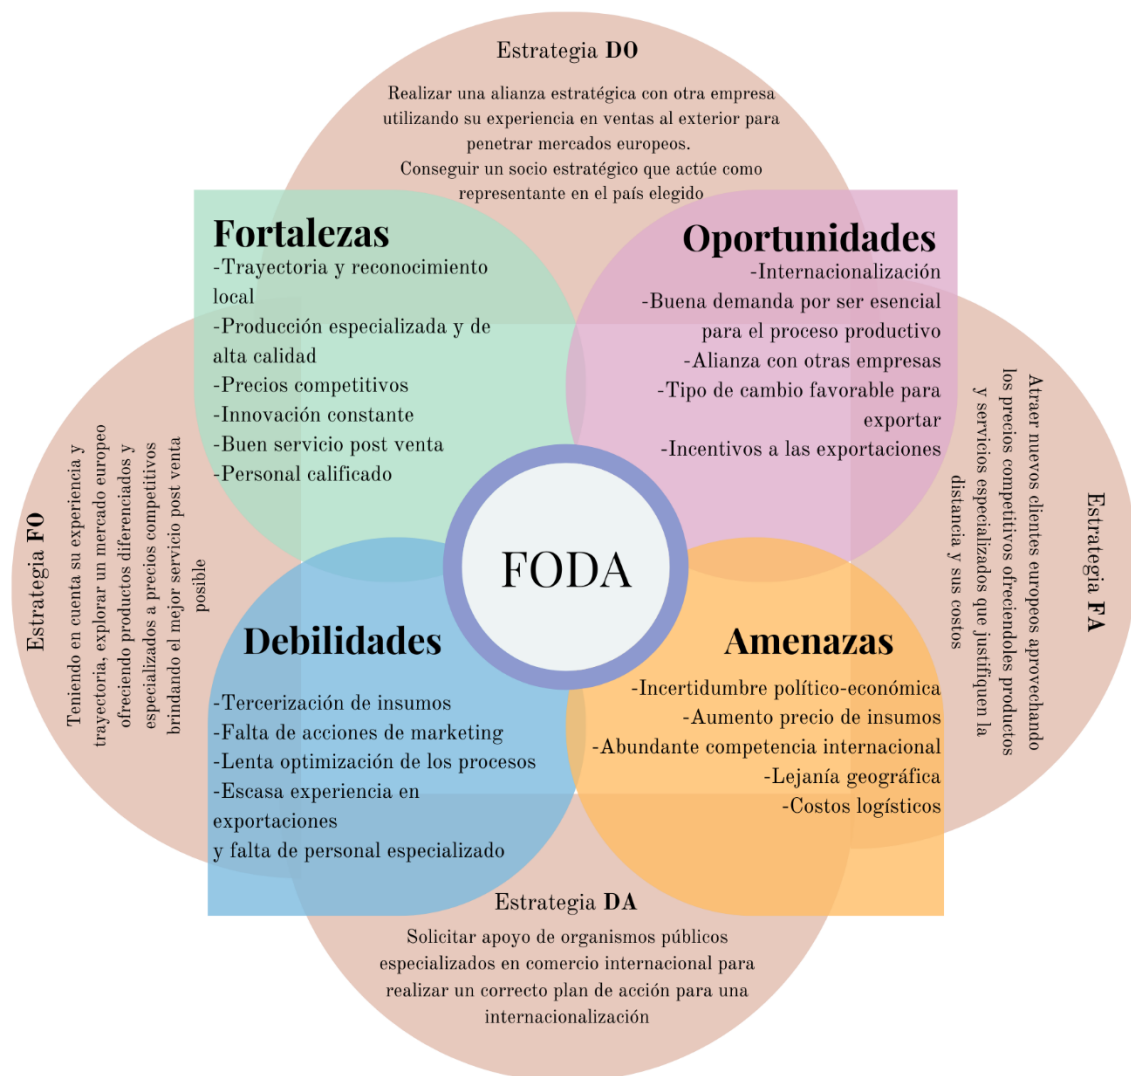 Estrategia DO
Realizar una alianza estratégica con otra empresa
utilizando su experiencia en ventas al exterior para
penetrar mercados europeos.
Conseguir un socio estratégico que actúe como
representante en el país elegido
Fortalezas
-Trayectoria y reconocimiento
local
-Producción especializada y de
alta calidad
-Precios competitivos
-Innovación constante
-Buen servicio post venta
-Personal calificado
Oportunidades
-Internacionalización
-Buena demanda por ser esencial
para el proceso productivo
-Alianza con otras empresas
-Tipo de cambio favorable para
exportar
-Incentivos a las exportaciones
Estrategia FO
Teniendo en cuenta su experiencia y
trayectoria, explorar un mercado europeo
ofreciendo productos diferenciados y
especializados a precios competitivos
brindando el mejor servicio post venta
posible
FODA
Estrategia FA
Atraer nuevos clientes europeos aprovechando
los precios competitivos ofreciendoles productos
y servicios especializados que justifiquen la
distancia y sus costos
Debilidades
-Tercerización de insumos
-Falta de acciones de marketing
-Lenta optimización de los procesos
-Escasa experiencia en
exportaciones
y falta de personal especializado
Amenazas
-Incertidumbre político-económica
-Aumento precio de insumos
-Abundante competencia internacional
-Lejanía geográfica
-Costos logísticos
Estrategia DA
Solicitar apoyo de organismos públicos
especializados en comercio internacional para
realizar un correcto plan de acción para una
internacionalización